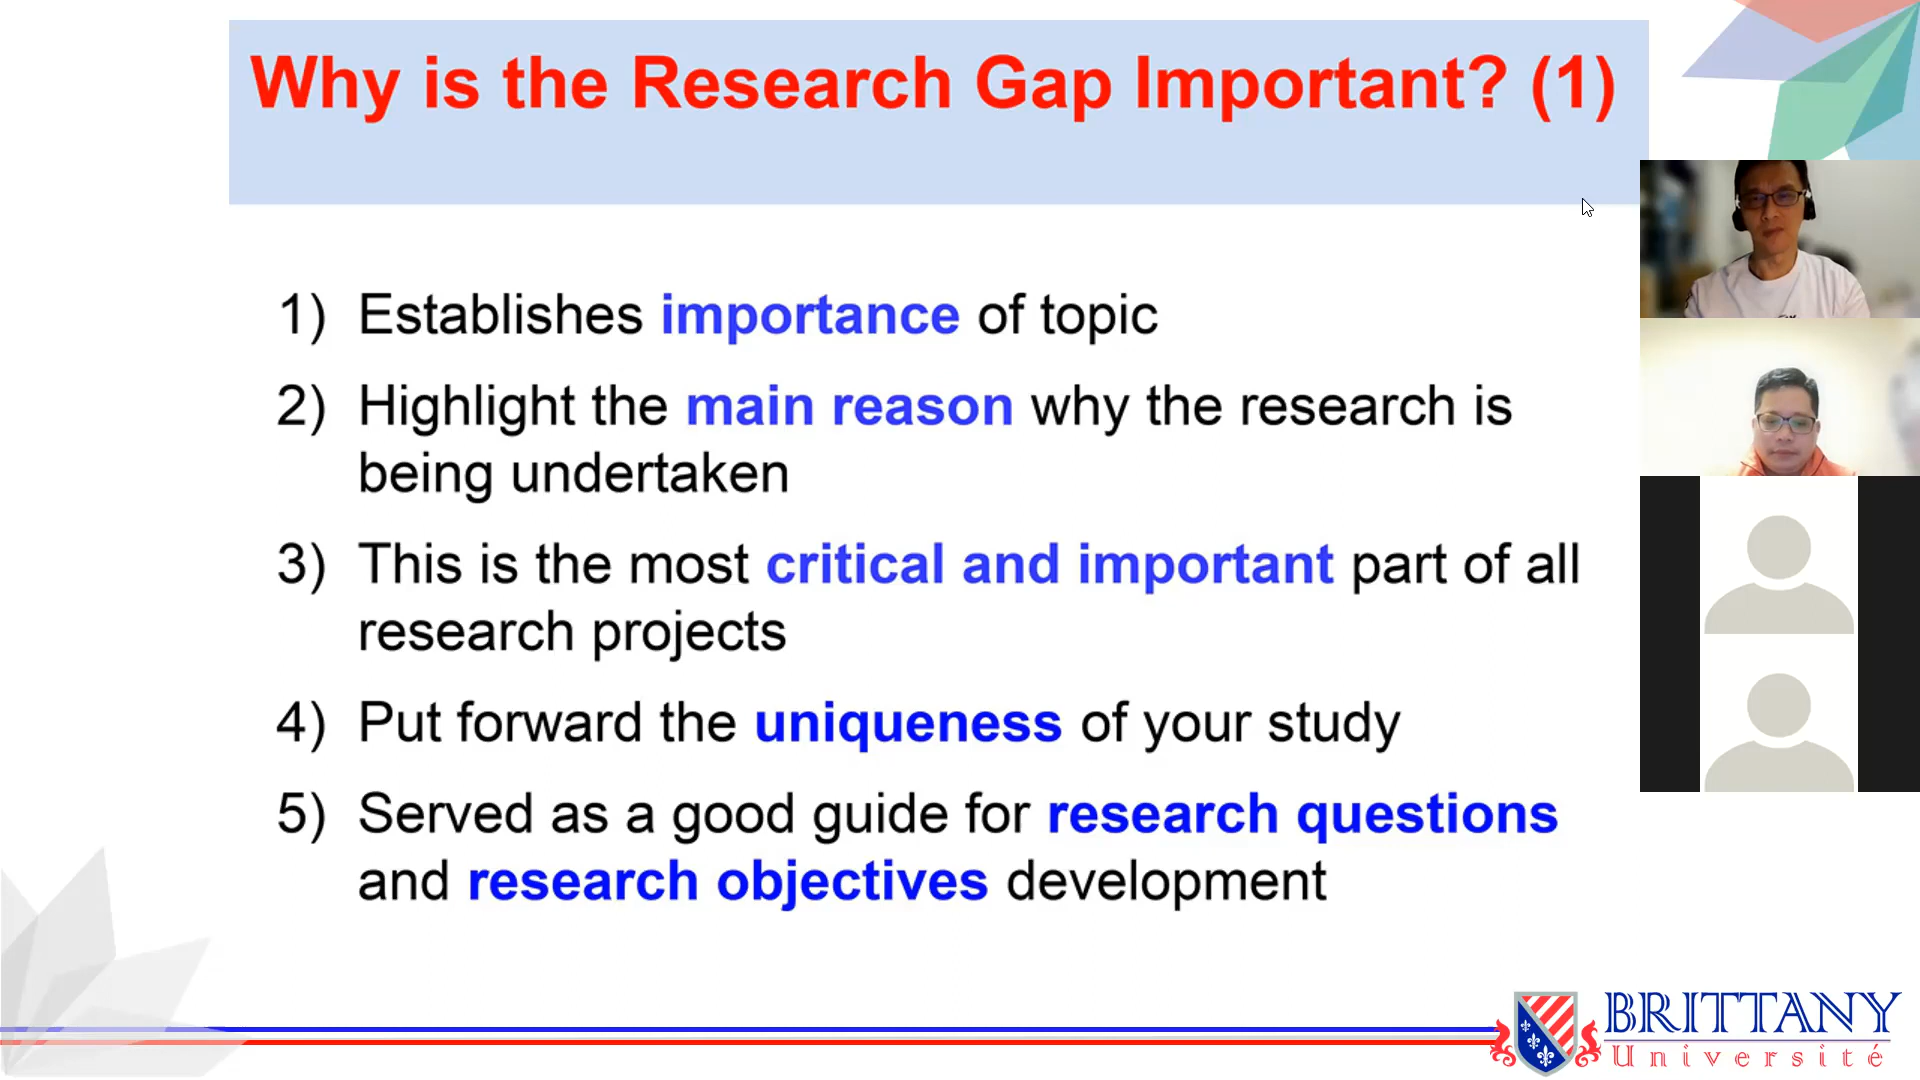 Why is the Research Gap Important? (1)
1) Establishes importance of topic
2) Highlight the main reason why the research is
being undertaken
3) This is the most critical and important part of all
research projects
4) Put forward the uniqueness of your study
5) Served as a good guide for research questions
and research objectives development
BRITTANY
Université